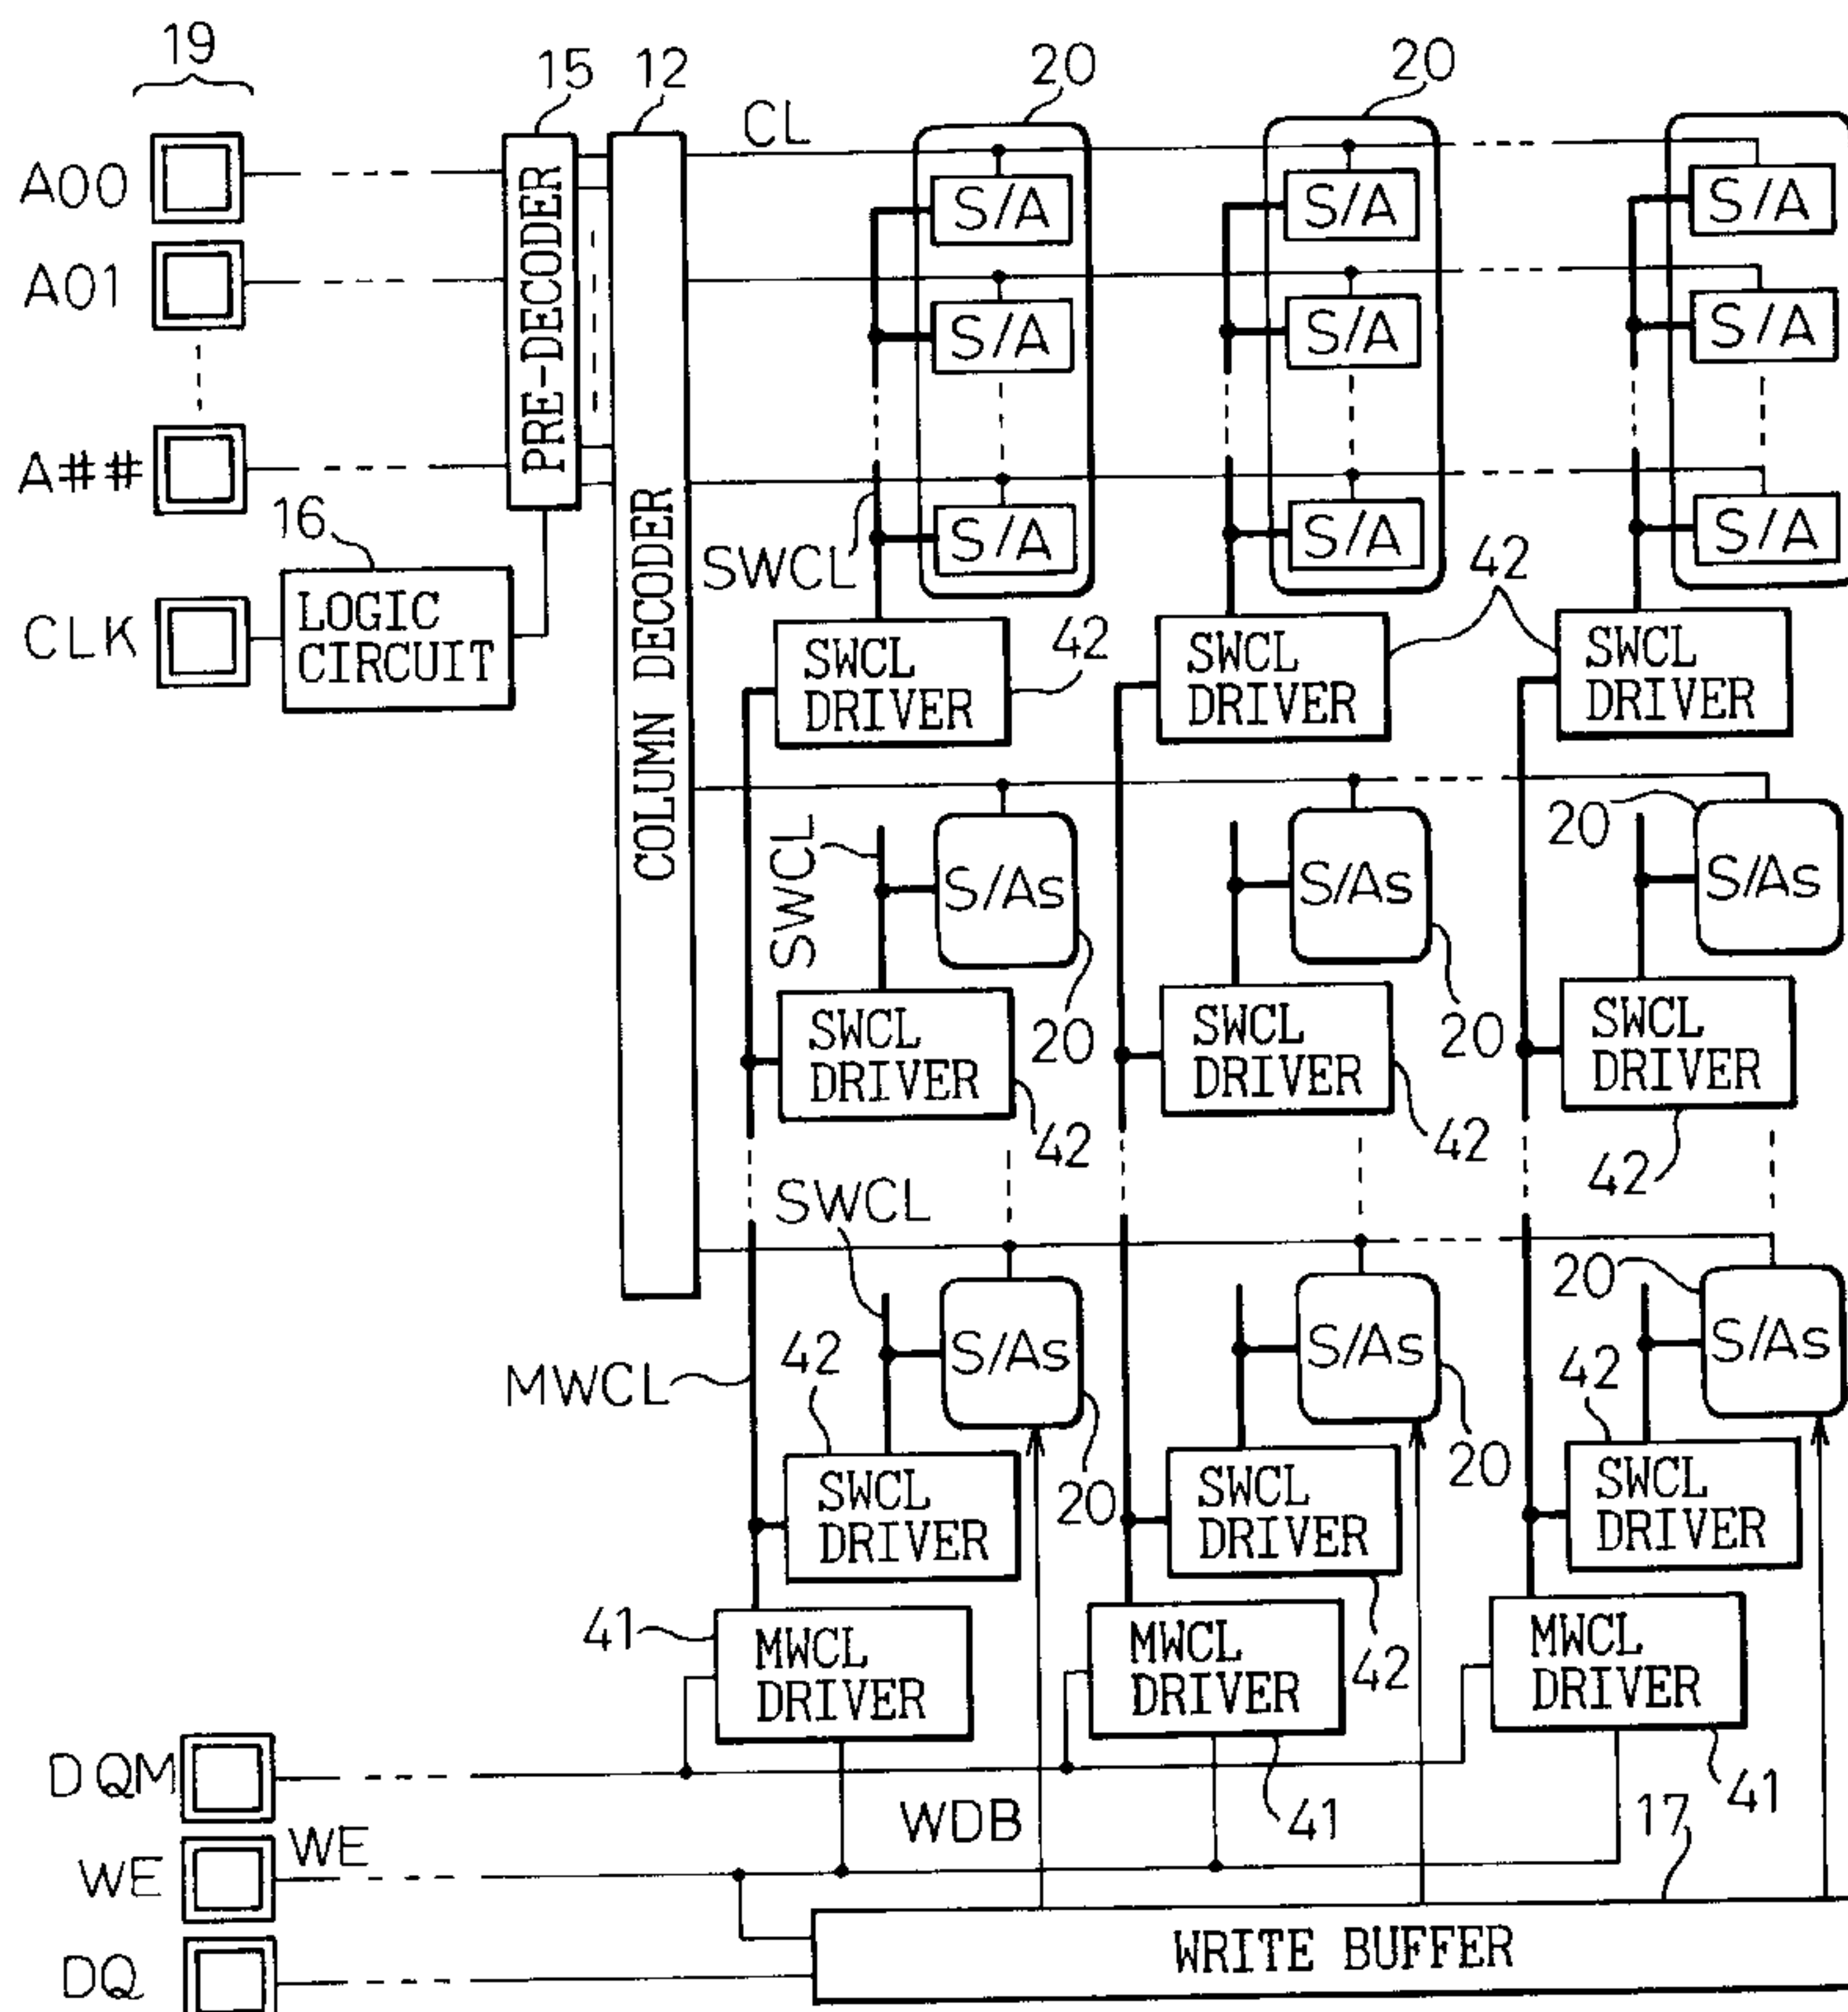 19
15
12
20
20
CL
A00
PRE-DECODER
S/A
S/A
S/A
A01
S/A
S/A
S/A
A##
COLUMN DECODER
16
SWCL
S/A
S/A
S/A
42
CLK
LOGIC
CIRCUIT
SWCL
DRIVER
42
SWCL
DRIVER
SWCL
DRIVER
SWCL
S/As
S/As
20
S/As
SWCL
DRIVER
20
SWCL
DRIVER
20
SWCL
DRIVER
42
42
42
SWCL
20
MWCL
42
S/As
S/As
42
S/As
SWCL
DRIVER
20
SWCL
DRIVER
20
SWCL
DRIVER
41
MWCL
DRIVER
MWCL
DRIVER
42
MWCL
DRIVER
DQM
WDB
41
17
41
WE
WE
DQ
WRITE BUFFER